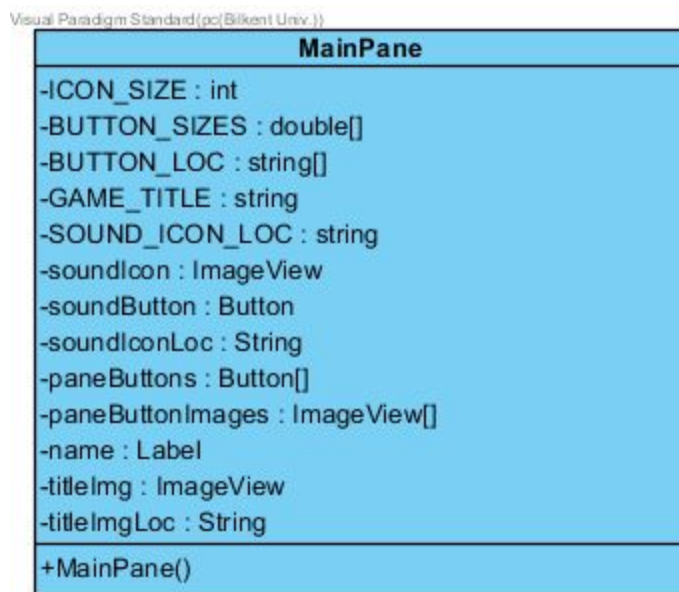 Visual Paradigm Standard(pc(Bilkent Univ.))
MainPane
-ICON_SIZE : int
-BUTTON_SIZES : double[]
-BUTTON_LOC : string[]
-GAME_TITLE : string
-SOUND_ICON_LOC : string
-soundIcon : ImageView
-soundButton : Button
-soundIconLoc : String
-paneButtons : Button[]
-paneButtonImages : ImageView[]
-name : Label
-titleImg : ImageView
-titleImgLoc : String
+MainPane()